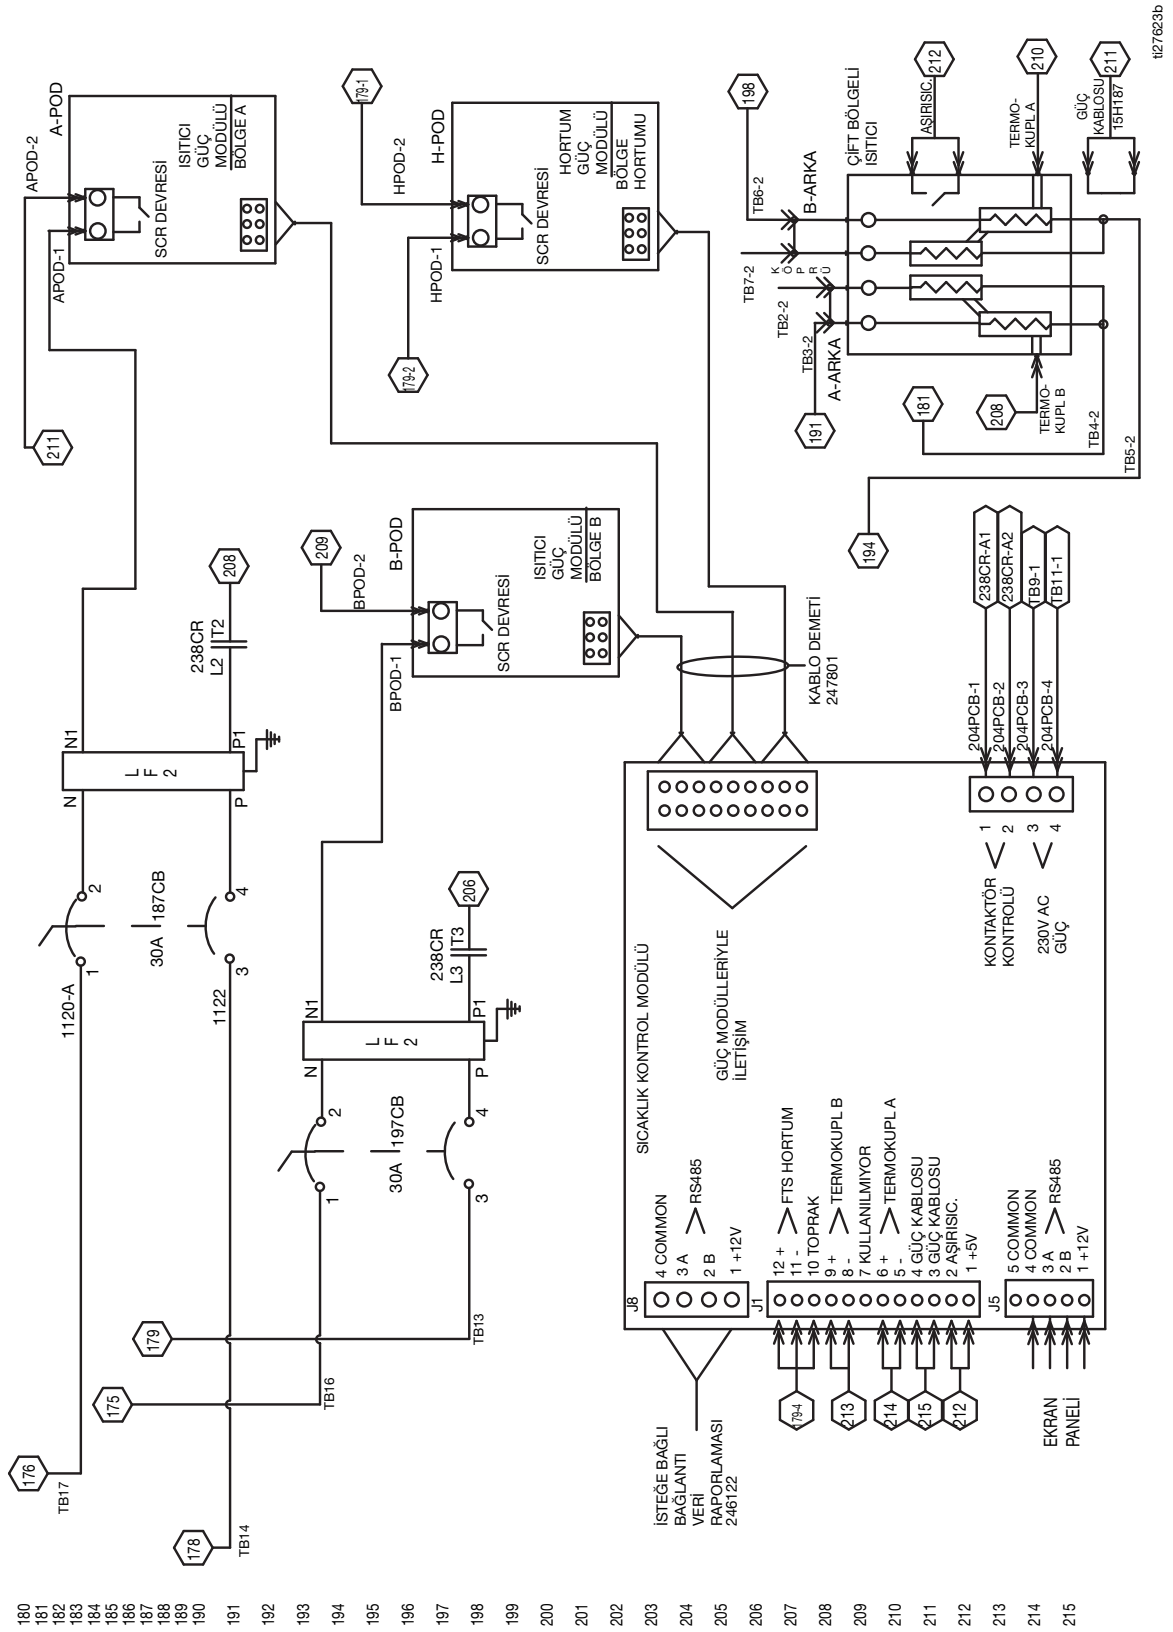 180
181
182
183
184
185
186
187
188
189
190
191
192
193
194
195
196
197
198
199
200
201
202
203
204
205
206
207
208
209
210
211
212
213
214
215
176
TB17
178
TB14
175
TB16
179
TB13
1120-A
1
2
30A
187CB
1122
3
4
N
N1
LF2
P
P1
238CR
L2
T2
208
1
2
30A
197CB
3
4
N
N1
LF2
P
P1
238CR
L3
T3
206
211
APOD-2
APOD-1
A-POD
SCR DEVRESİ
ISITICI
GÜÇ
MODÜLÜ
BÖLGE A
179-1
HPOD-2
179-2
HPOD-1
H-POD
SCR DEVRESİ
HORTUM
GÜÇ
MODÜLÜ
BÖLGE
HORTUMU
209
BPOD-2
BPOD-1
B-POD
SCR DEVRESİ
ISITICI
GÜÇ
MODÜLÜ
BÖLGE B
KABLO DEMETİ
247801
198
TB6-2
B-ARKA
TB7-2
KÖPRÜ
TB2-2
TB3-2
A-ARKA
191
ÇİFT BÖLGELİ
ISITICI
AŞIRISIC.
212
TERMO-
KUPL A
210
GÜÇ
KABLOSU
15H187
211
181
208
TERMO-
KUPL B
TB4-2
TB5-2
194
SICAKLIK KONTROL MODÜLÜ
GÜÇ MODÜLLERİYLE
İLETİŞİM
204PCB-1
204PCB-2
204PCB-3
204PCB-4
238CR-A1
238CR-A2
TB9-1
TB11-1
1
2
3
4
KONTAKTÖR
KONTROLÜ
230V AC
GÜÇ
J8
4 COMMON
3 A
2 B
RS485
1 +12V
J1
12 +
11 -
FTS HORTUM
10 TOPRAK
9 +
8 -
TERMOKUPL B
7 KULLANILMIYOR
6 +
5 -
TERMOKUPL A
4 GÜÇ KABLOSU
3 GÜÇ KABLOSU
2 AŞIRISIC.
1 +5V
J5
5 COMMON
4 COMMON
3 A
2 B
RS485
1 +12V
İSTEĞE BAĞLI
BAĞLANTI
VERİ
RAPORLAMASI
246122
179-4
213
214
215
212
EKRAN
PANELİ
ti27623b